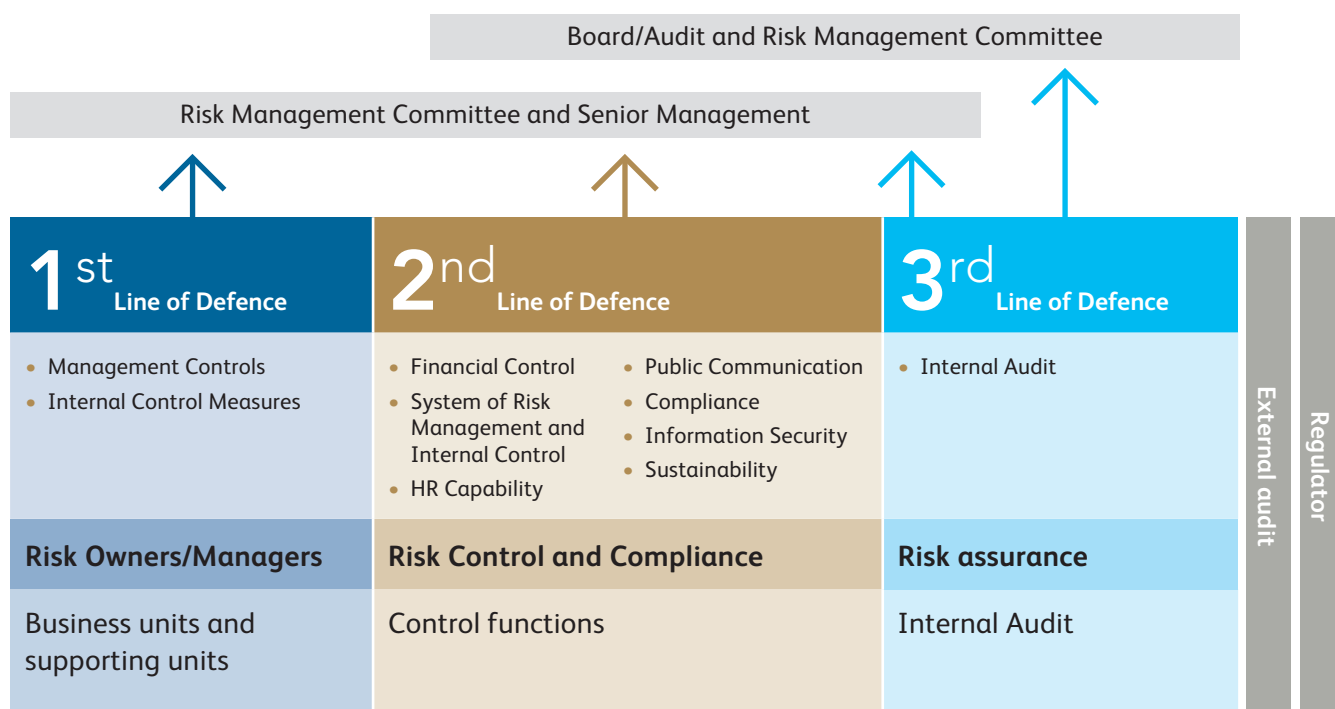 Board/Audit and Risk Management Committee
Risk Management Committee and Senior Management
1st
Line of Defence
2nd
Line of Defence
3rd
Line of Defence
• Management Controls
• Internal Control Measures
• Financial Control
• System of Risk
Management and
Internal Control
• HR Capability
• Public Communication
• Compliance
• Information Security
• Sustainability
• Internal Audit
Risk Owners/Managers
Risk Control and Compliance
Risk assurance
Business units and
supporting units
Control functions
Internal Audit
External audit
Regulator